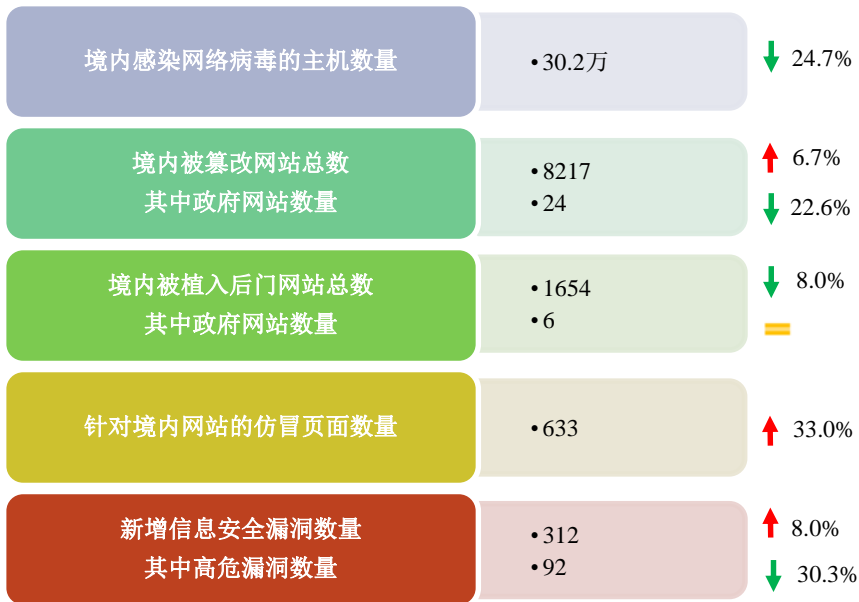 境内感染网络病毒的主机数量
•30.2万
24.7%
境内被篡改网站总数
其中政府网站数量
•8217
•24
6.7%
22.6%
境内被植入后门网站总数
其中政府网站数量
•1654
•6
8.0%
针对境内网站的仿冒页面数量
•633
33.0%
新增信息安全漏洞数量
其中高危漏洞数量
•312
•92
8.0%
30.3%